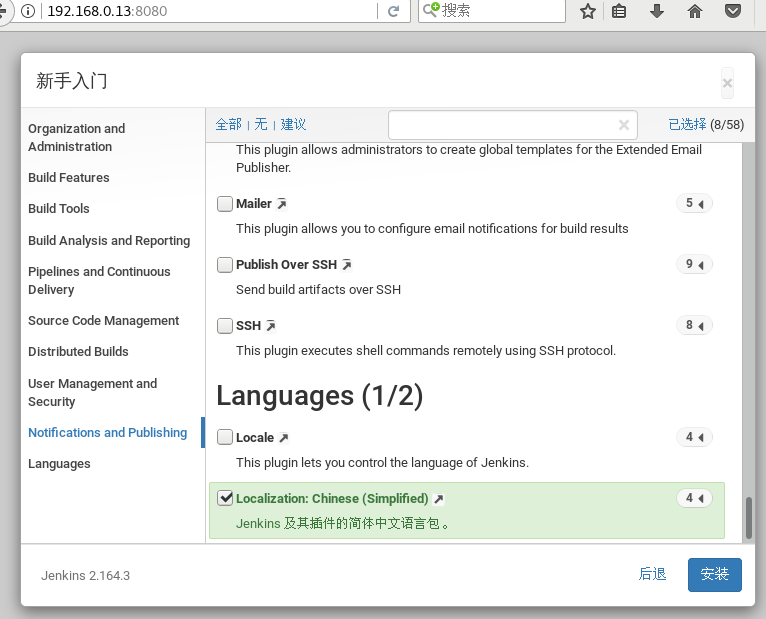 192.168.0.13:8080
搜索
新手入门
×
全部 | 无 | 建议
已选择 (8/58)
Organization and
Administration
Build Features
Build Tools
Build Analysis and Reporting
Pipelines and Continuous
Delivery
Source Code Management
Distributed Builds
User Management and
Security
Notifications and Publishing
Languages
This plugin allows administrators to create global templates for the Extended Email
Publisher.
Mailer 5
This plugin allows you to configure email notifications for build results
Publish Over SSH 9
Send build artifacts over SSH
SSH 8
This plugin executes shell commands remotely using SSH protocol.
Languages (1/2)
Locale 4
This plugin lets you control the language of Jenkins.
Localization: Chinese (Simplified) 4
Jenkins 及其插件的简体中文语言包。
Jenkins 2.164.3
后退
安装